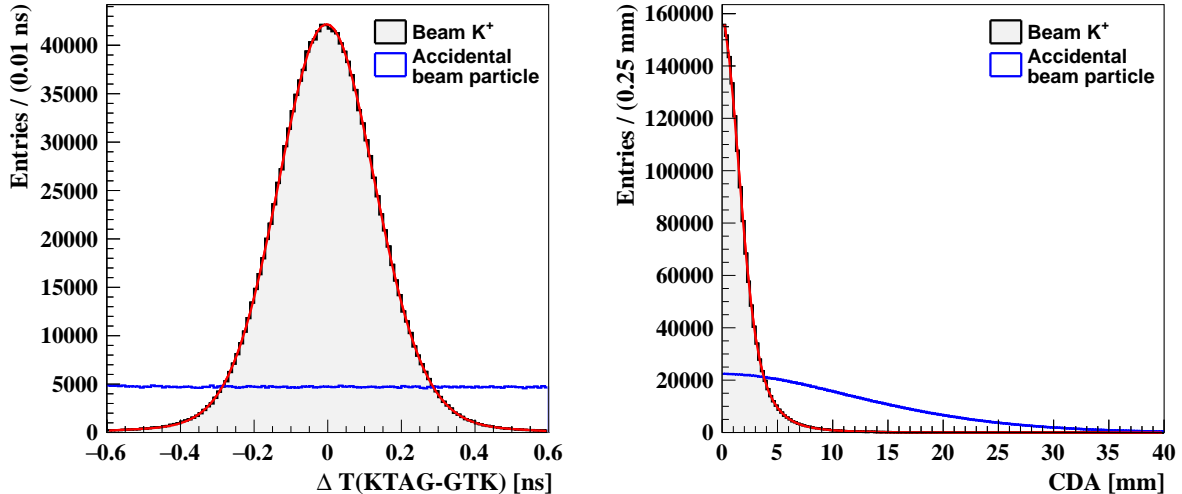 Entries / (0.01 ns)
40000
35000
30000
25000
20000
15000
10000
5000
0
−0.6 −0.4 −0.2 0 0.2 0.4 0.6
Δ T(KTAG-GTK) [ns]
Beam K⁺
Accidental
beam particle
Entries / (0.25 mm)
160000
140000
120000
100000
80000
60000
40000
20000
0
0 5 10 15 20 25 30 35 40
CDA [mm]
Beam K⁺
Accidental
beam particle